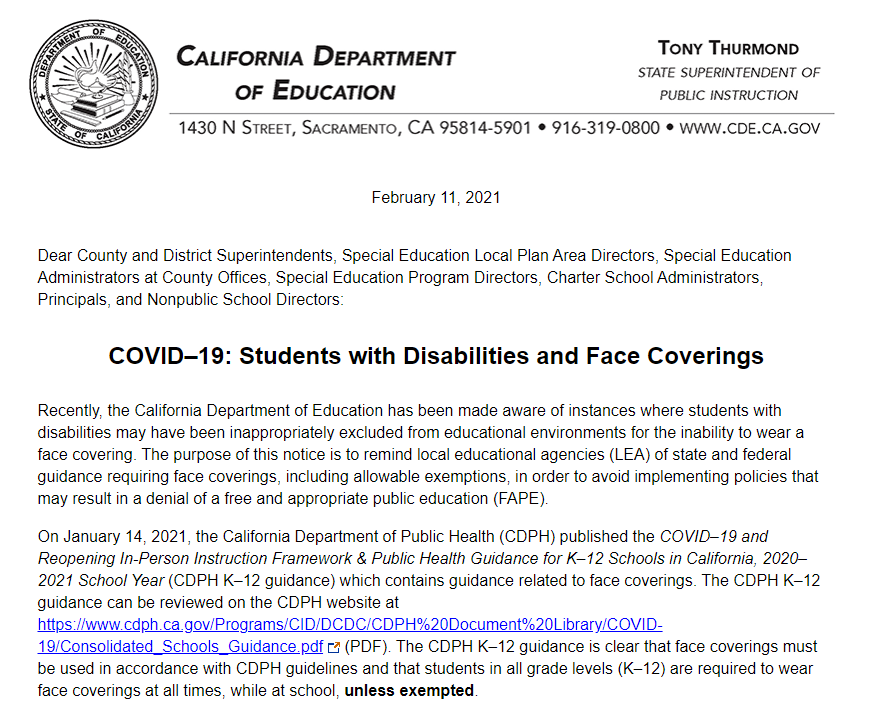 DEPARTMENT OF EDUCATION
STATE OF CALIFORNIA
CALIFORNIA DEPARTMENT
OF EDUCATION
TONY THURMOND
STATE SUPERINTENDENT OF
PUBLIC INSTRUCTION
1430 N STREET, SACRAMENTO, CA 95814-5901 • 916-319-0800 • WWW.CDE.CA.GOV
February 11, 2021
Dear County and District Superintendents, Special Education Local Plan Area Directors, Special Education
Administrators at County Offices, Special Education Program Directors, Charter School Administrators,
Principals, and Nonpublic School Directors:
COVID–19: Students with Disabilities and Face Coverings
Recently, the California Department of Education has been made aware of instances where students with
disabilities may have been inappropriately excluded from educational environments for the inability to wear a
face covering. The purpose of this notice is to remind local educational agencies (LEA) of state and federal
guidance requiring face coverings, including allowable exemptions, in order to avoid implementing policies that
may result in a denial of a free and appropriate public education (FAPE).
On January 14, 2021, the California Department of Public Health (CDPH) published the COVID–19 and
Reopening In-Person Instruction Framework & Public Health Guidance for K–12 Schools in California, 2020–
2021 School Year (CDPH K–12 guidance) which contains guidance related to face coverings. The CDPH K–12
guidance can be reviewed on the CDPH website at
https://www.cdph.ca.gov/Programs/CID/DCDC/CDPH%20Document%20Library/COVID-
19/Consolidated_Schools_Guidance.pdf (PDF). The CDPH K–12 guidance is clear that face coverings must
be used in accordance with CDPH guidelines and that students in all grade levels (K–12) are required to wear
face coverings at all times, while at school, unless exempted.